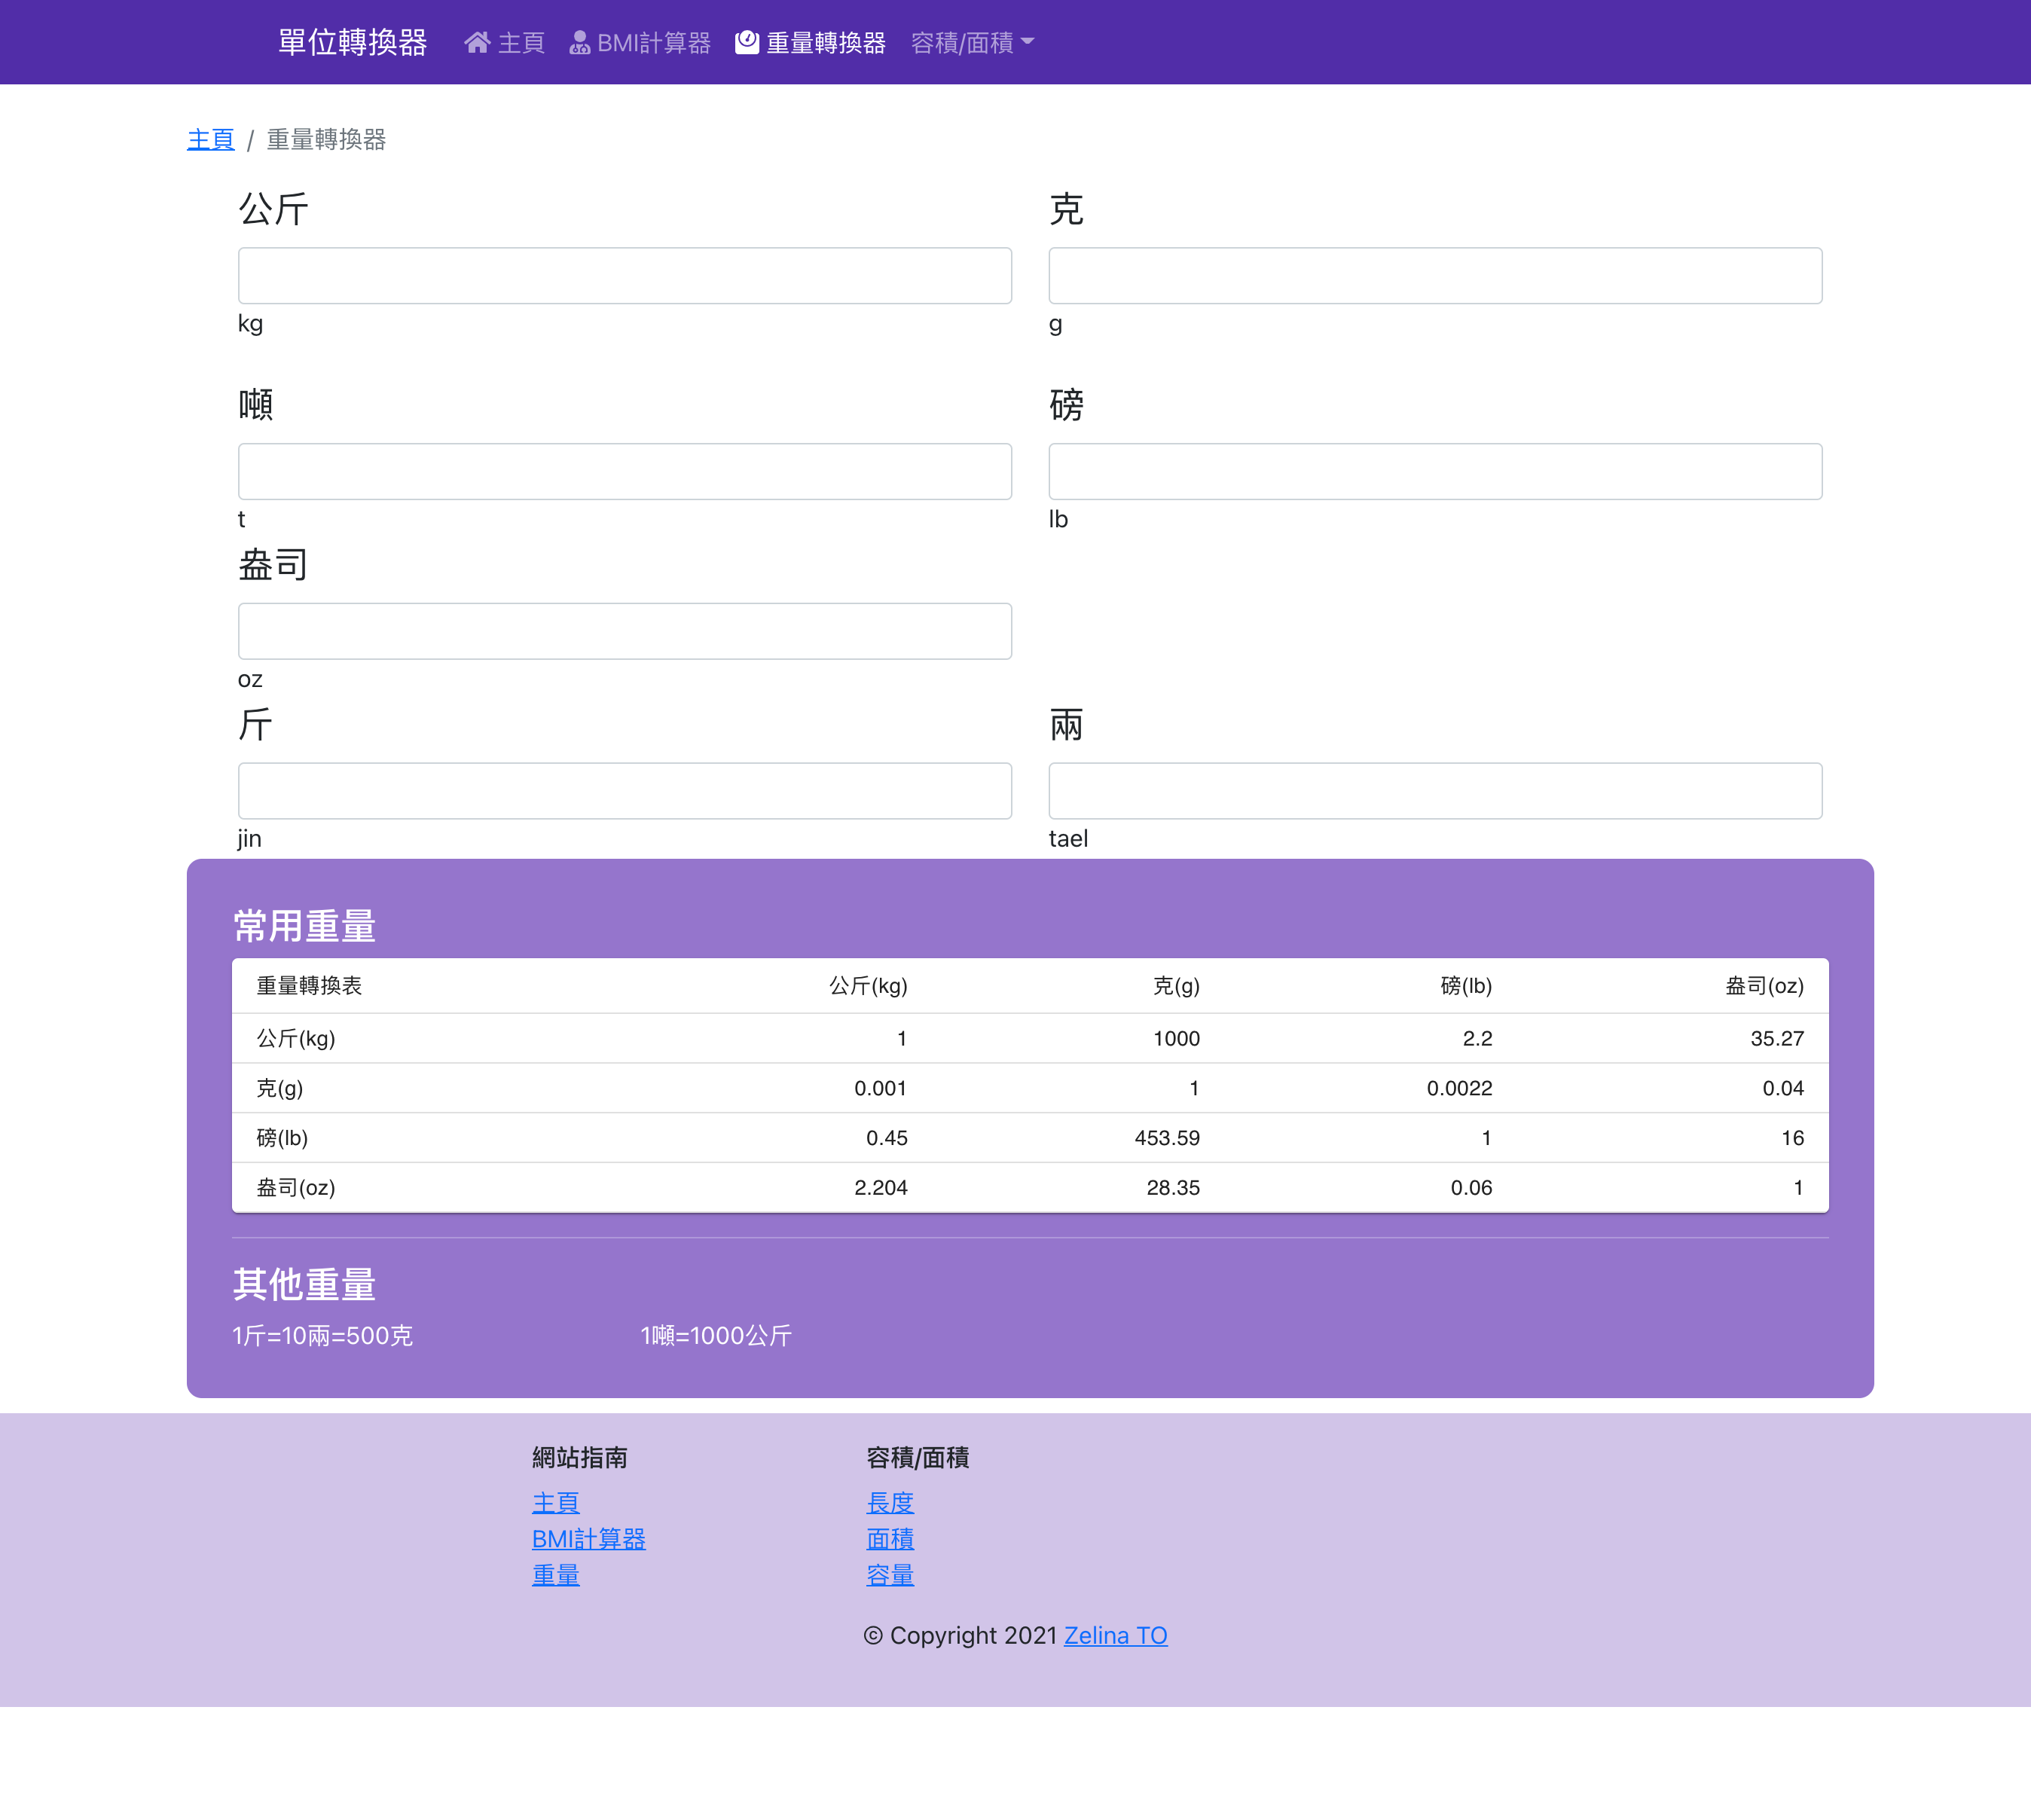 單位轉換器 主頁 BMI計算器 重量轉換器 容積/面積
主頁 / 重量轉換器
公斤 克
kg g
噸 磅
t lb
盎司
oz
斤 兩
jin tael
常用重量
重量轉換表 公斤(kg) 克(g) 磅(lb) 盎司(oz)
公斤(kg) 1 1000 2.2 35.27
克(g) 0.001 1 0.0022 0.04
磅(lb) 0.45 453.59 1 16
盎司(oz) 2.204 28.35 0.06 1
其他重量
1斤=10兩=500克 1噸=1000公斤
網站指南 容積/面積
主頁 長度
BMI計算器 面積
重量 容量
© Copyright 2021 Zelina TO